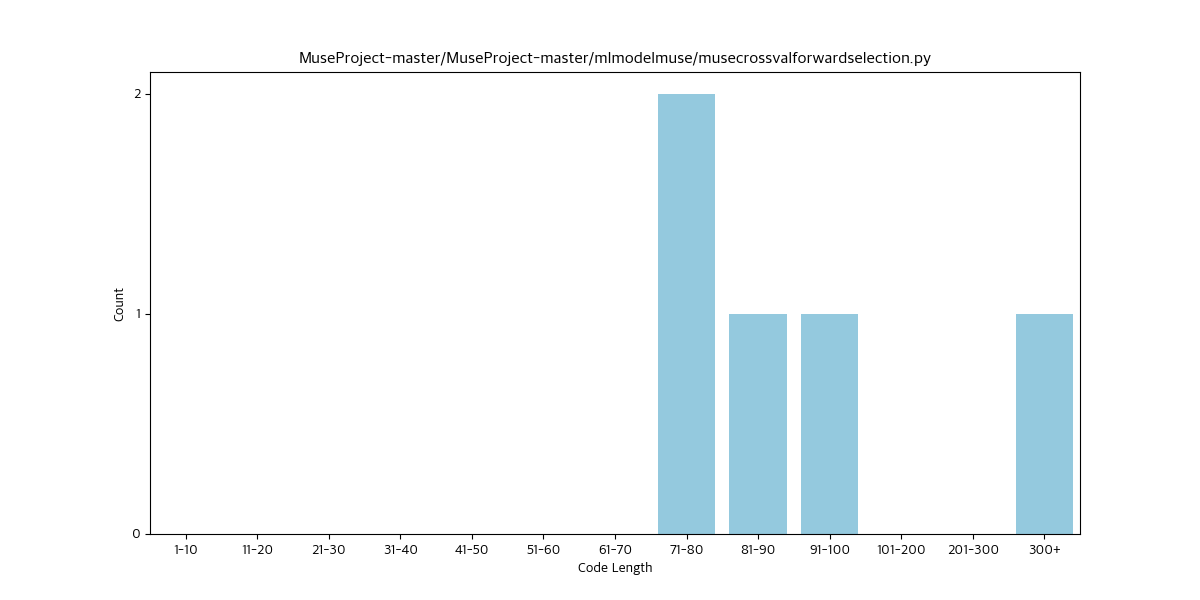 MuseProject-master/MuseProject-master/mlmodelmuse/musecrossvalforwardselection.py
Count
2
1
0
1-10 11-20 21-30 31-40 41-50 51-60 61-70 71-80 81-90 91-100 101-200 201-300 300+
Code Length